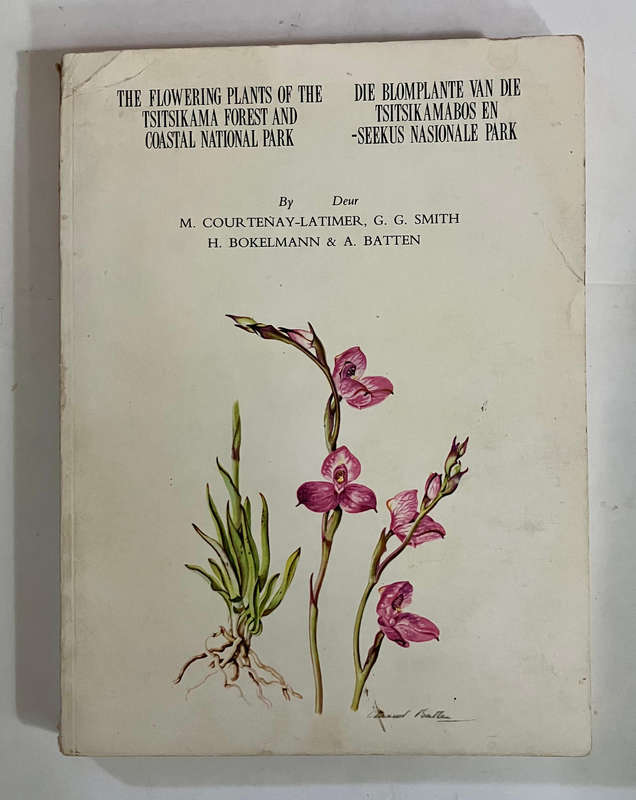 THE FLOWERING PLANTS OF THE
TSITSIKAMA FOREST AND
COASTAL NATIONAL PARK
DIE BLOMPLANTE VAN DIE
TSITSIKAMABOS EN
-SEEKUS NASIONALE PARK
By Deur
M. COURTENAY-LATIMER, G. G. SMITH
H. BOKELMANN & A. BATTEN
Batten